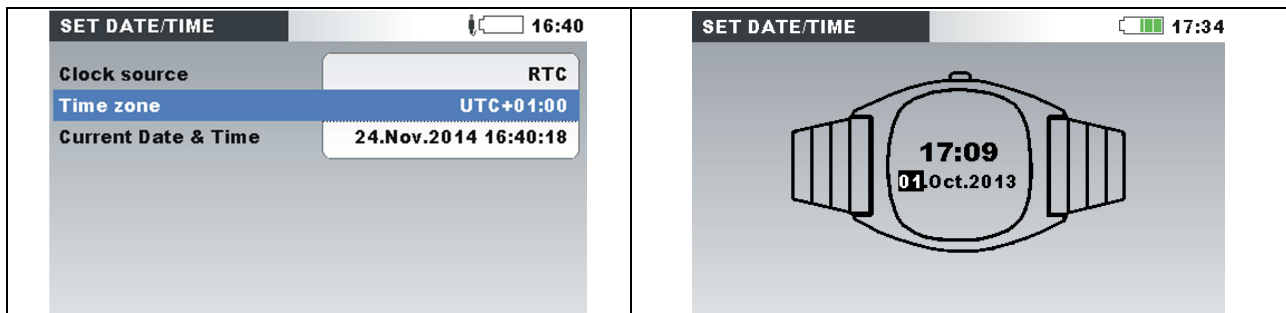 SET DATE/TIME 16:40
Clock source RTC
Time zone UTC+01:00
Current Date & Time 24.Nov.2014 16:40:18
SET DATE/TIME 17:34
17:09
01.Oct.2013